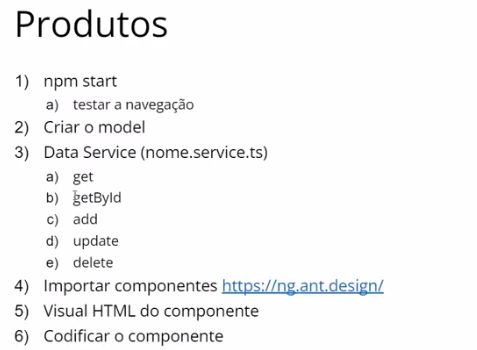 Produtos
1) npm start
a) testar a navegação
2) Criar o model
3) Data Service (nome.service.ts)
a) get
b) getById
c) add
d) update
e) delete
4) Importar componentes https://ng.ant.design/
5) Visual HTML do componente
6) Codificar o componente